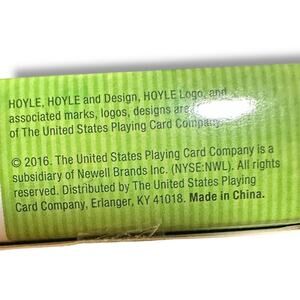 HOYLE, HOYLE and Design, HOYLE Logo, and
associated marks, logos, designs are
of The United States Playing Card Company.
© 2016. The United States Playing Card Company is a
subsidiary of Newell Brands Inc. (NYSE:NWL). All rights
reserved. Distributed by The United States Playing
Card Company, Erlanger, KY 41018. Made in China.